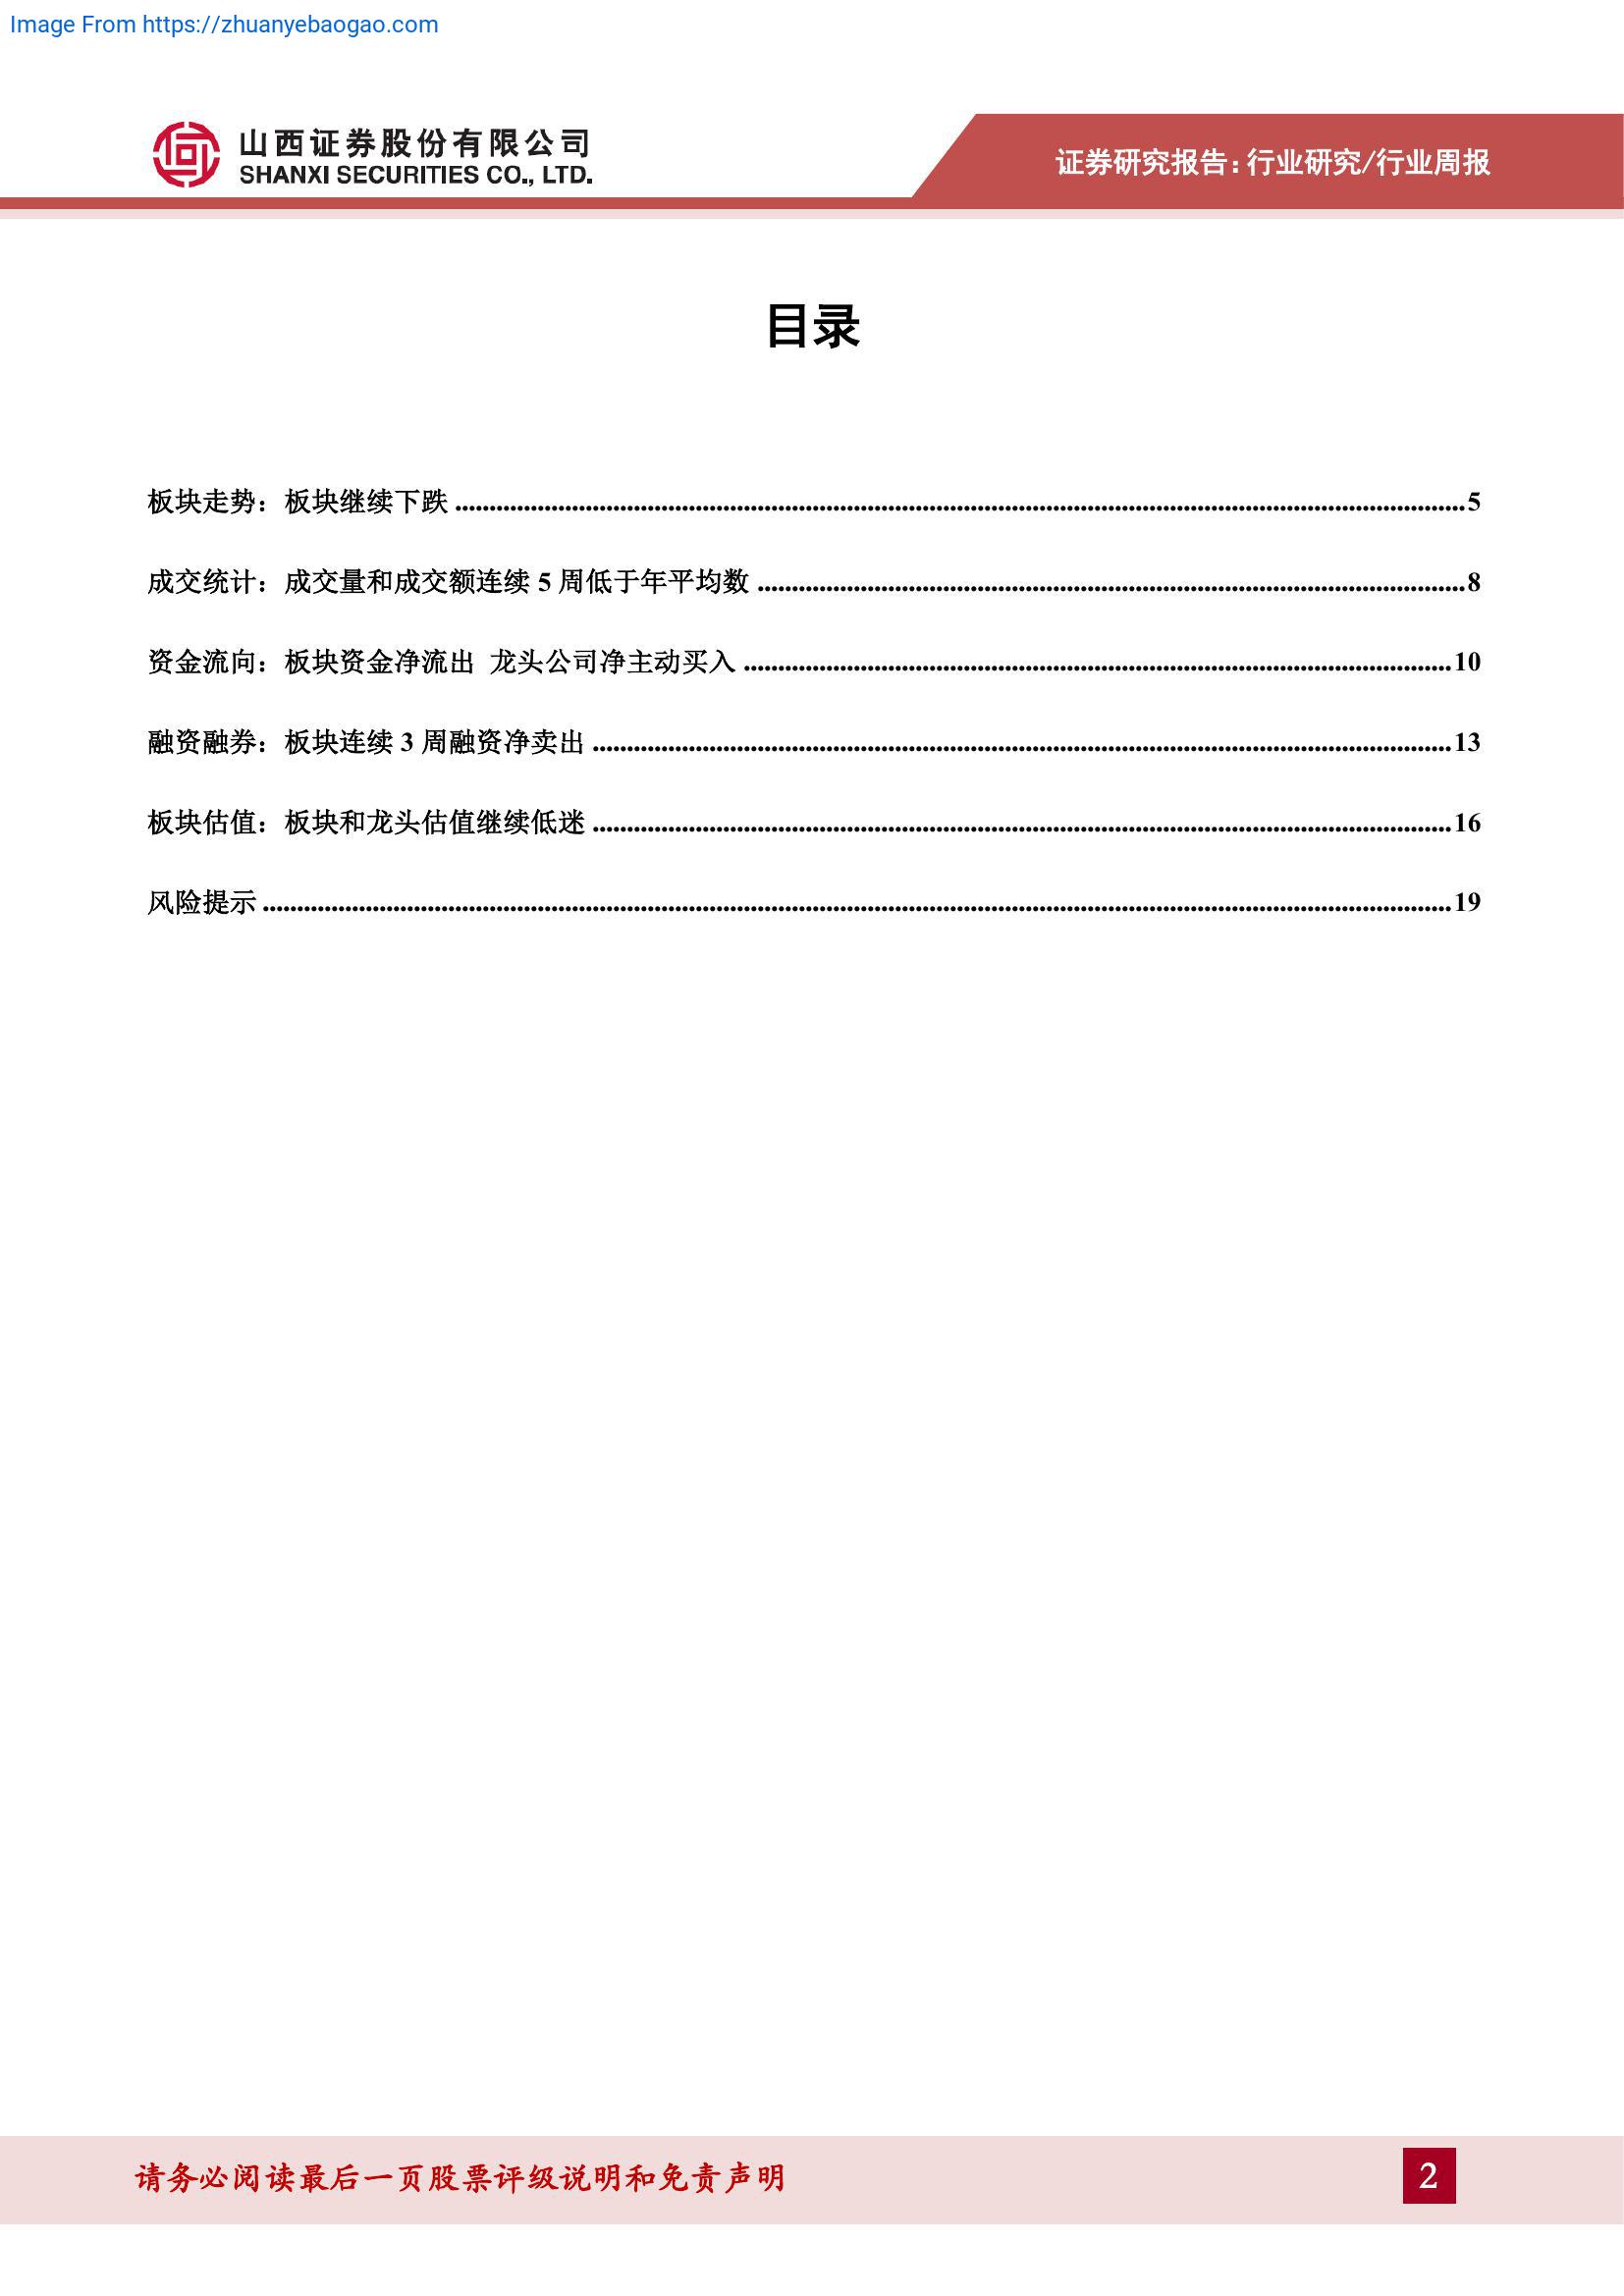 Image From https://zhuanyebaogao.com
山西证券股份有限公司
SHANXI SECURITIES CO., LTD.
证券研究报告:行业研究/行业周报
目录
板块走势：板块继续下跌 ........ 5
成交统计：成交量和成交额连续 5 周低于年平均数 ........ 8
资金流向：板块资金净流出 龙头公司净主动买入 ........ 10
融资融券：板块连续 3 周融资净卖出 ........ 13
板块估值：板块和龙头估值继续低迷 ........ 16
风险提示 ........ 19
请务必阅读最后一页股票评级说明和免责声明
2